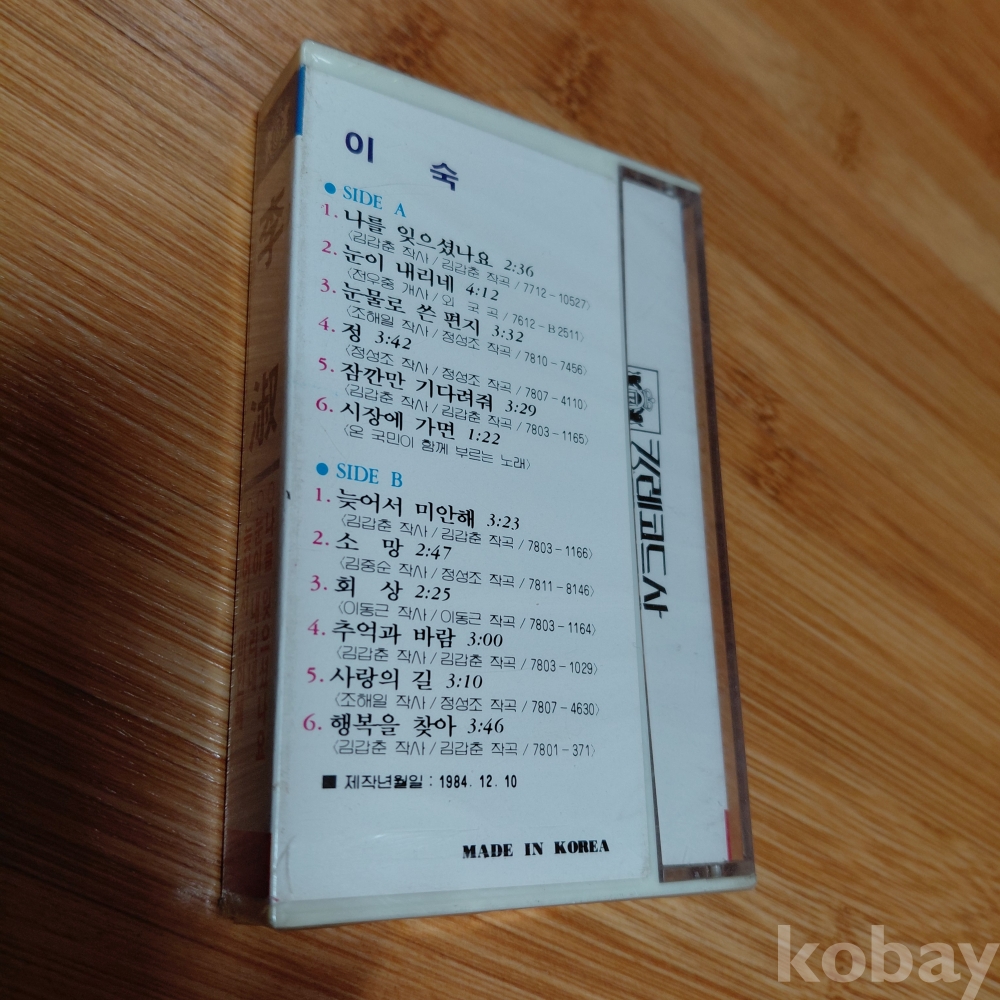 이 숙
● SIDE A
1. 나를 잊으셨나요 2:36
〈김갑춘 작사 / 김갑춘 작곡 / 7712-10527〉
2. 눈이 내리네 4:12
〈전우중 개사 / 외 국 곡 / 7612-B2511〉
3. 눈물로 쓴 편지 3:32
〈조해일 작사 / 정성조 작곡 / 7810-7456〉
4. 정 3:42
〈정성조 작사 / 정성조 작곡 / 7807-4110〉
5. 잠깐만 기다려줘 3:29
〈김갑춘 작사 / 김갑춘 작곡 / 7803-1165〉
6. 시장에 가면 1:22
〈온 국민이 함께 부르는 노래〉
● SIDE B
1. 늦어서 미안해 3:23
〈김갑춘 작사 / 김갑춘 작곡 / 7803-1166〉
2. 소 망 2:47
〈김중순 작사 / 정성조 작곡 / 7811-8146〉
3. 회 상 2:25
〈이동근 작사 / 이동근 작곡 / 7803-1164〉
4. 추억과 바람 3:00
〈김갑춘 작사 / 김갑춘 작곡 / 7803-1029〉
5. 사랑의 길 3:10
〈조해일 작사 / 정성조 작곡 / 7807-4630〉
6. 행복을 찾아 3:46
〈김갑춘 작사 / 김갑춘 작곡 / 7801-371〉
■ 제작년월일 : 1984. 12. 10
MADE IN KOREA
李 淑
kobay